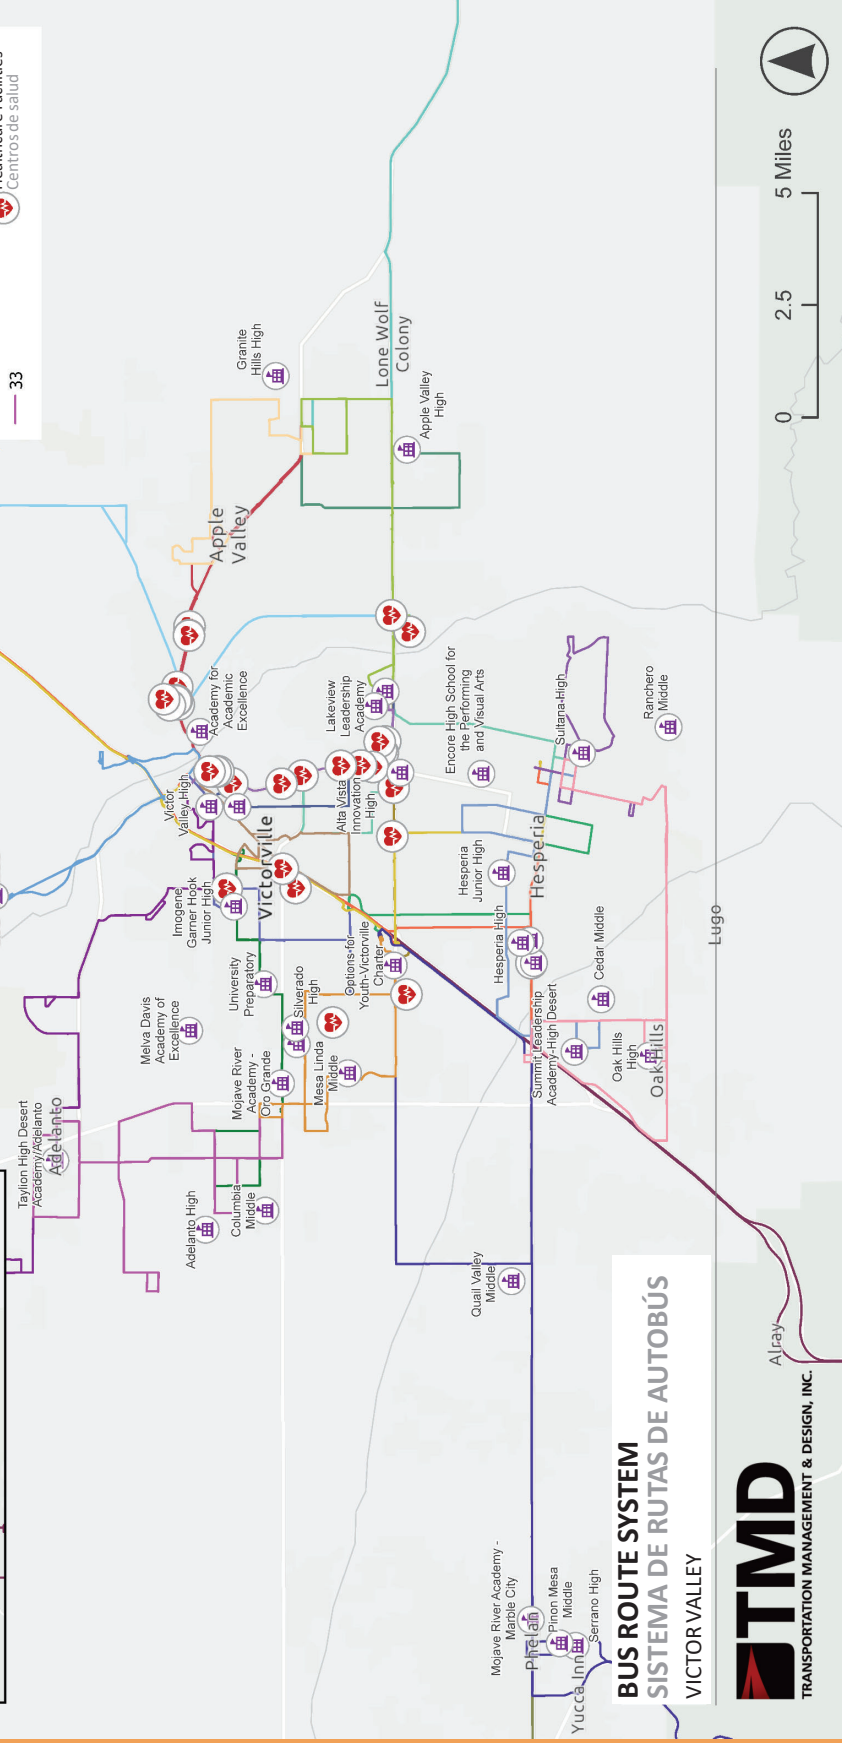 Centros de salud
33
Granite
Hills High
Lone Wolf
Colony
Apple Valley
High
Apple
Valley
Academy for
Academic
Excellence
Lakeview
Leadership
Academy
Encore High School for
the Performing
and Visual Arts
Sultana High
Ranchero
Middle
Victor
Valley High
Alta Vista
Innovation
High
Victorville
Hesperia
Junior High
Hesperia
Imogene
Garner Hook
Junior High
Hesperia High
Cedar Middle
Lugo
University
Preparatory
Silverado
High
Options for
Youth-Victorville
Charter
Melva Davis
Academy of
Excellence
Summit Leadership
Academy-High Desert
Oak Hills
High
Oak Hills
Mojave River
Academy -
Oro Grande
Mesa Linda
Middle
Taylion High Desert
Academy/Adelanto
Adelanto
Adelanto High
Columbia
Middle
Quail Valley
Middle
Alray
Mojave River Academy -
Marble City
Phelan
Pinon Mesa
Middle
Serrano High
Yucca Inn
0 2.5 5 Miles
BUS ROUTE SYSTEM
SISTEMA DE RUTAS DE AUTOBÚS
VICTOR VALLEY
TMD
TRANSPORTATION MANAGEMENT & DESIGN, INC.